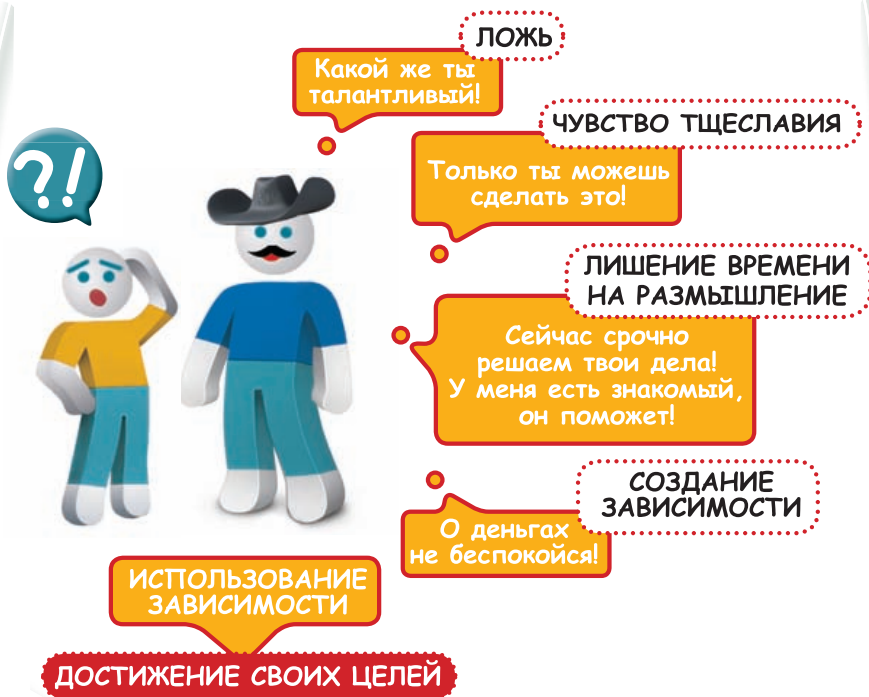 ЛОЖЬ
Какой же ты
талантливый!
ЧУВСТВО ТЩЕСЛАВИЯ
Только ты можешь
сделать это!
?!
ЛИШЕНИЕ ВРЕМЕНИ
НА РАЗМЫШЛЕНИЕ
Сейчас срочно
решаем твои дела!
У меня есть знакомый,
он поможет!
СОЗДАНИЕ
ЗАВИСИМОСТИ
О деньгах
не беспокойся!
ИСПОЛЬЗОВАНИЕ
ЗАВИСИМОСТИ
ДОСТИЖЕНИЕ СВОИХ ЦЕЛЕЙ